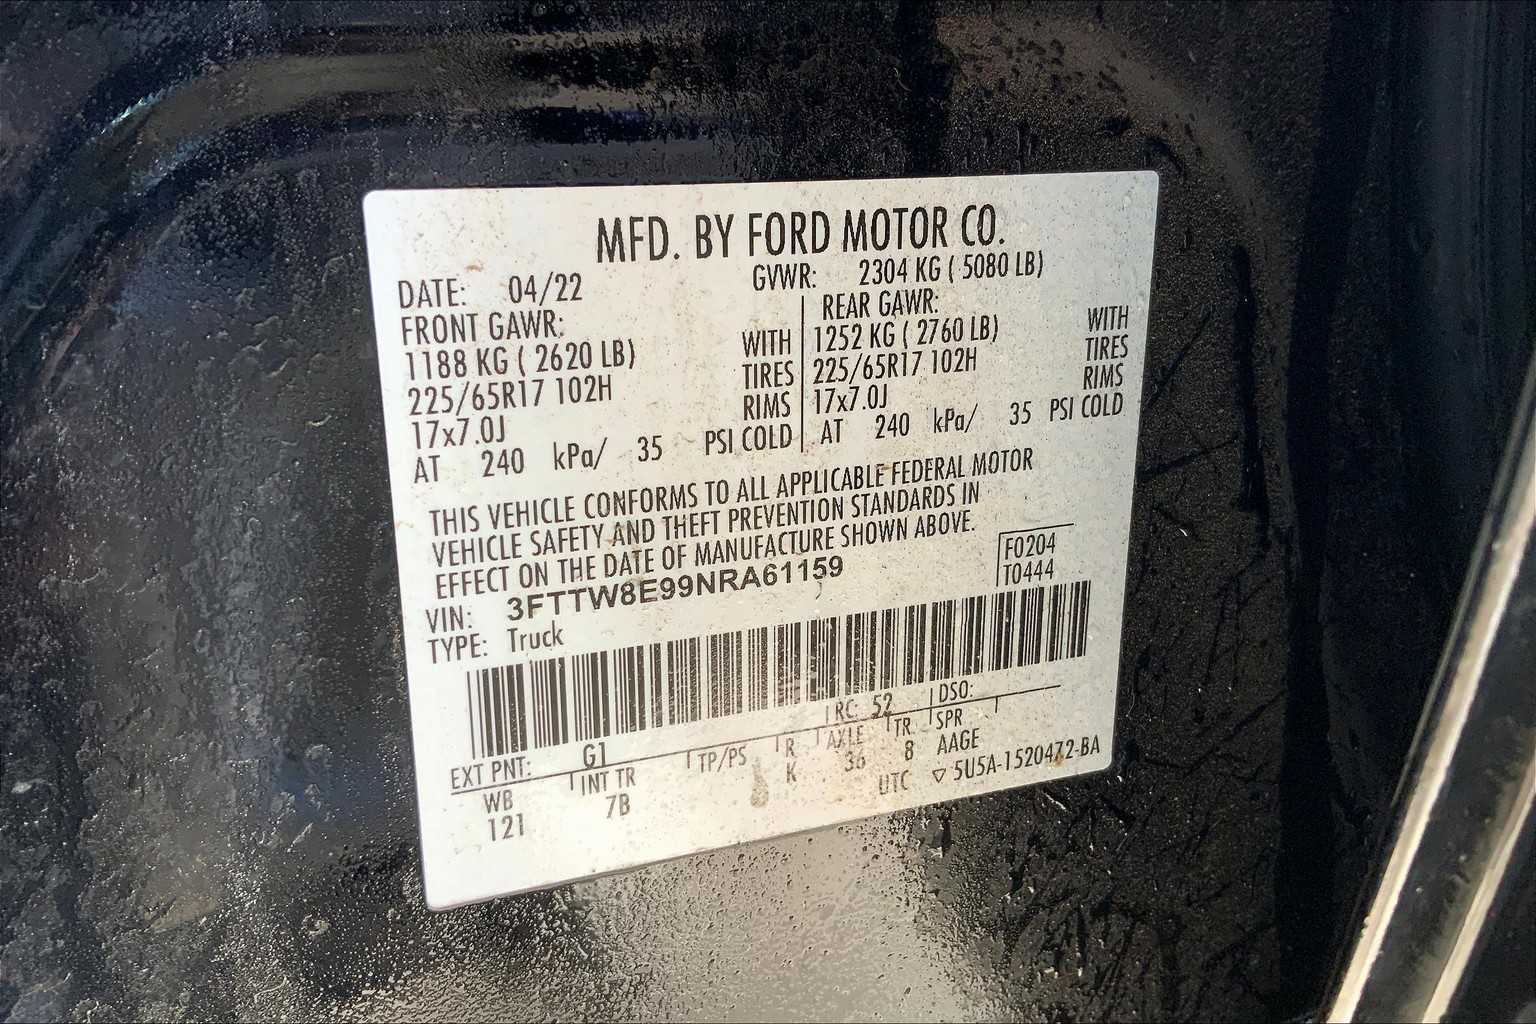 MFD. BY FORD MOTOR CO.
DATE: 04/22 GVWR: 2304 KG ( 5080 LB)
FRONT GAWR: REAR GAWR:
1188 KG ( 2620 LB) WITH 1252 KG ( 2760 LB) WITH
225/65R17 102H TIRES 225/65R17 102H TIRES
17x7.0J RIMS 17x7.0J RIMS
AT 240 kPa/ 35 PSI COLD AT 240 kPa/ 35 PSI COLD
THIS VEHICLE CONFORMS TO ALL APPLICABLE FEDERAL MOTOR
VEHICLE SAFETY AND THEFT PREVENTION STANDARDS IN
EFFECT ON THE DATE OF MANUFACTURE SHOWN ABOVE.
VIN: 3FTTW8E99NRA61159 F0204
TYPE: Truck T0444
EXT PNT: G1 RC: 52 DSO:
WB INT TR TP/PS R AXLE TR SPR
121 7B K 36 8 AAGE
UTC ▽ 5U5A-1520472-BA